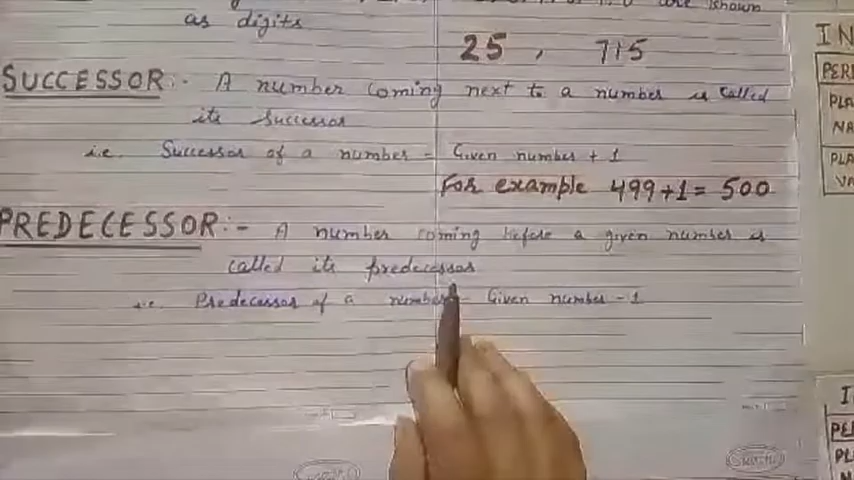 are known
as digits
25 , 715
SUCCESSOR:- A number coming next to a number is called
its successor
i.e. Successor of a number = Given number + 1
For example 499+1= 500
PREDECESSOR:- A number coming before a given number is
called its predecessor
i.e. Predecessor of a number = Given number - 1